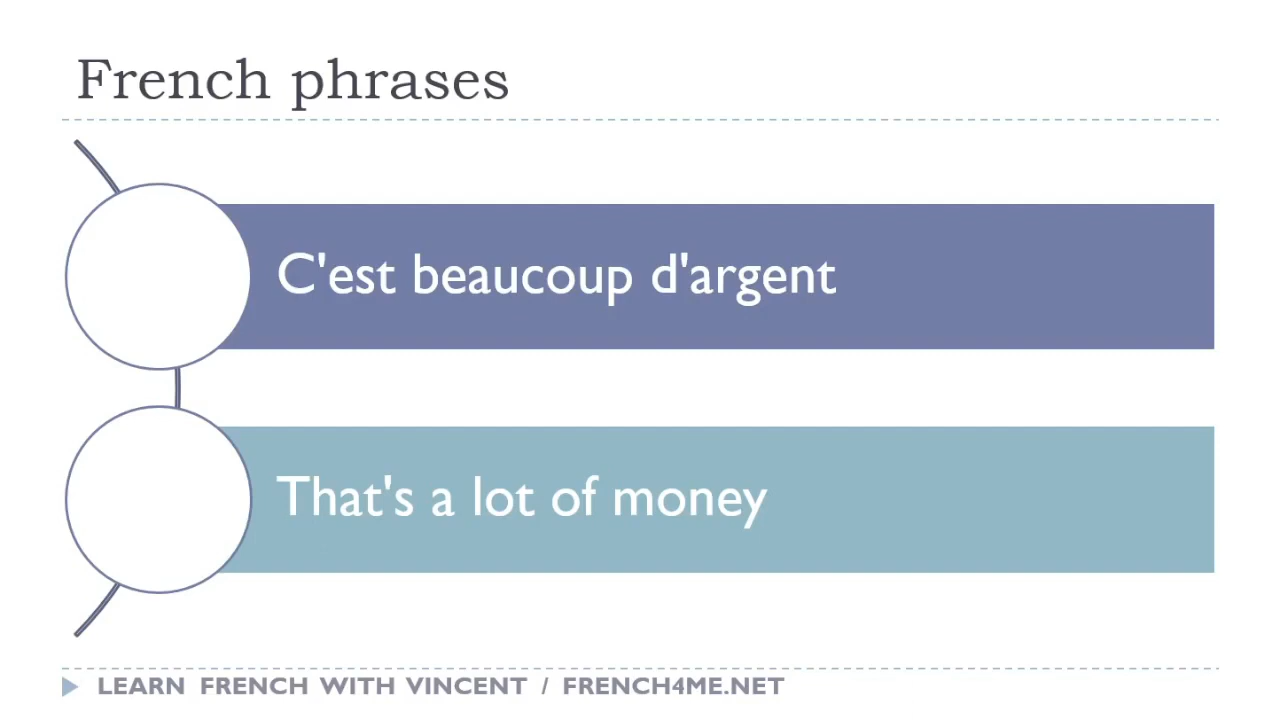 French phrases
C'est beaucoup d'argent
That's a lot of money
LEARN FRENCH WITH VINCENT / FRENCH4ME.NET